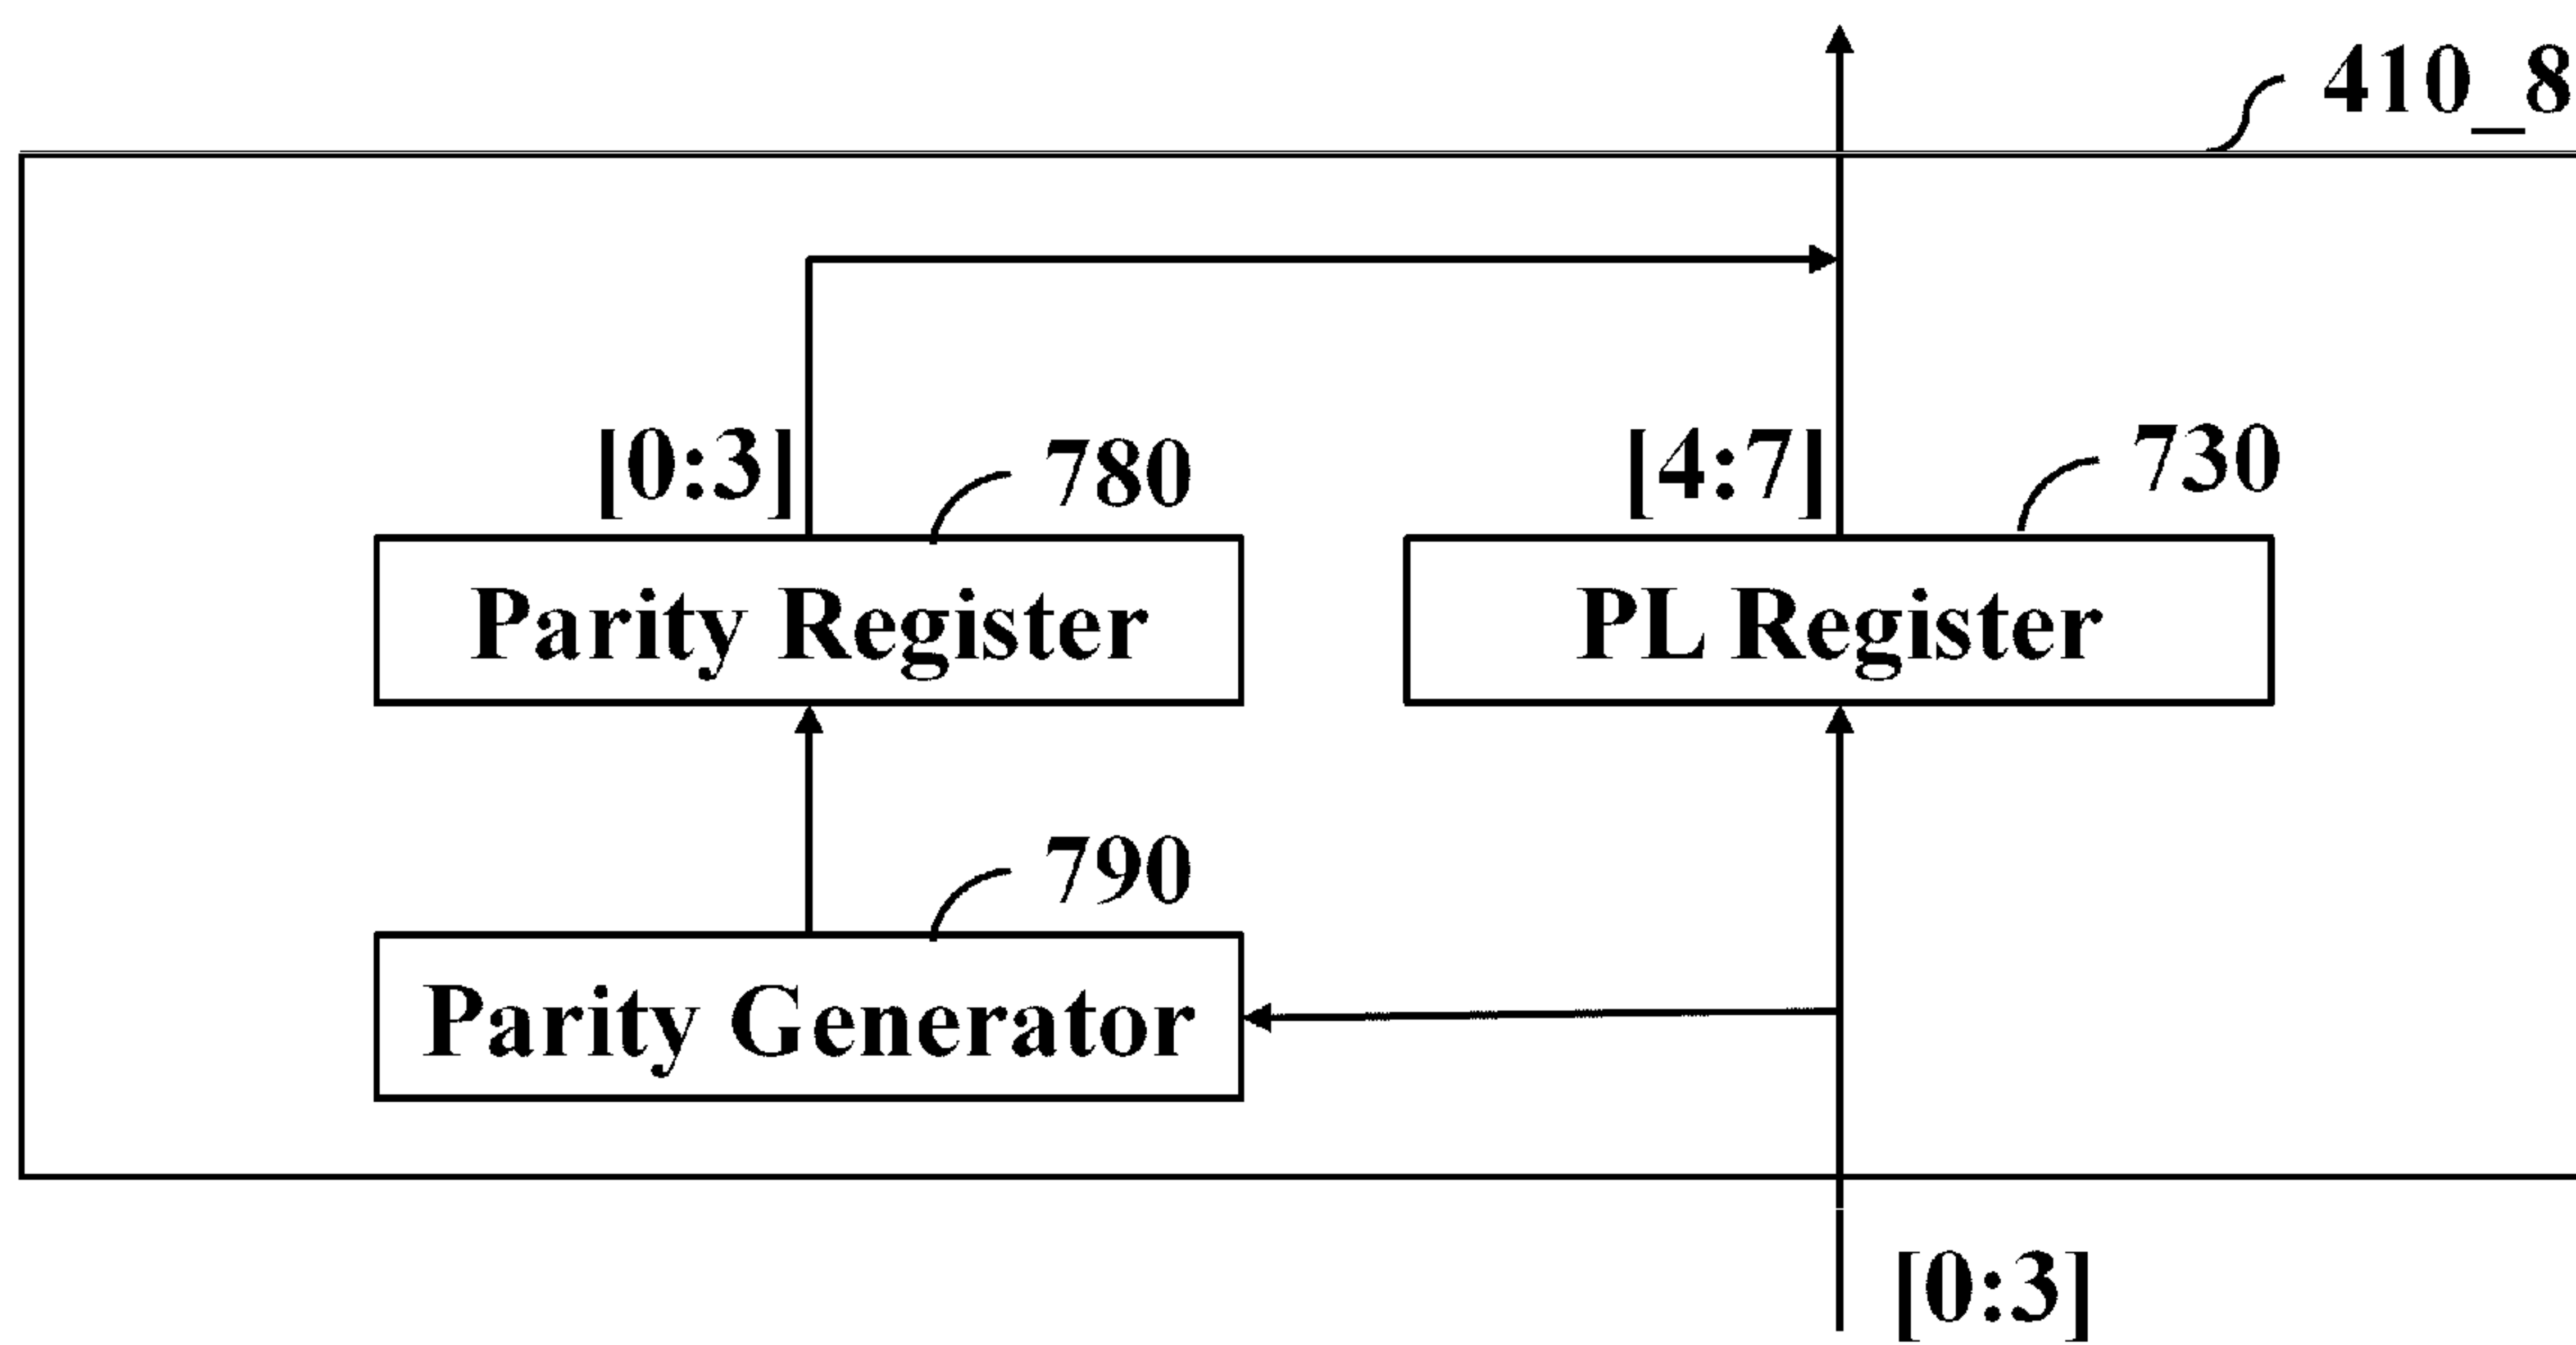 410_8
[0:3]
780
[4:7]
730
Parity Register
PL Register
790
Parity Generator
[0:3]